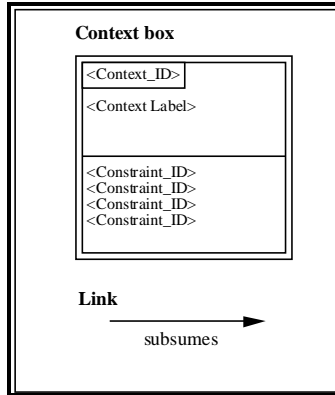 Context box
<Context_ID>
<Context Label>
<Constraint_ID>
<Constraint_ID>
<Constraint_ID>
<Constraint_ID>
Link
subsumes